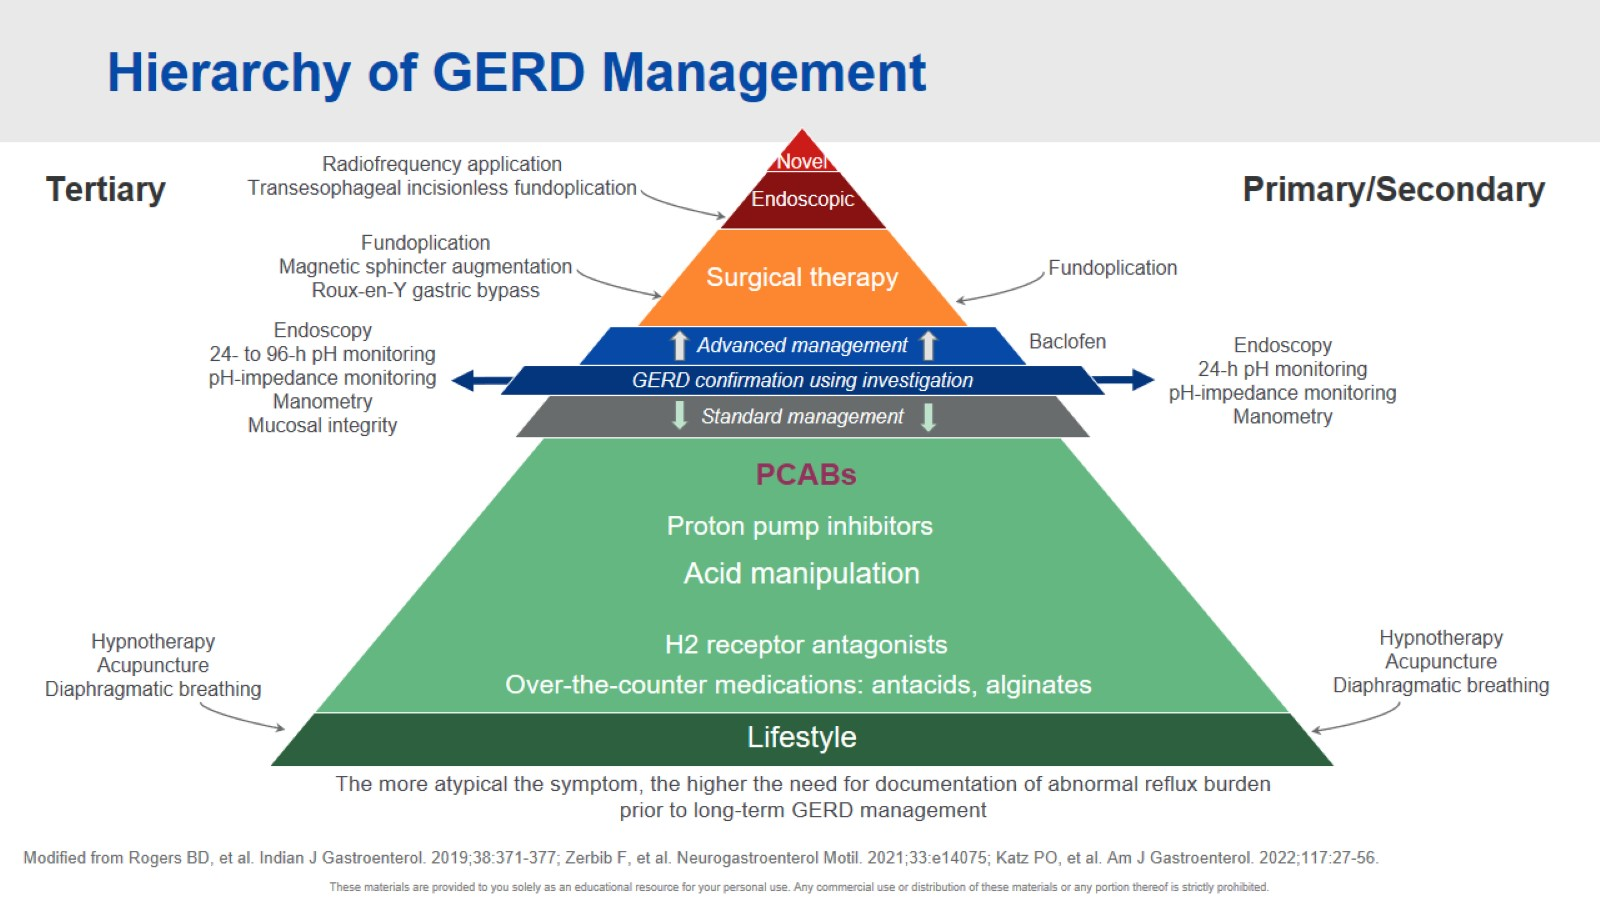 Hierarchy of GERD Management
Tertiary
Primary/Secondary
Radiofrequency application
Transesophageal incisionless fundoplication
Novel
Endoscopic
Fundoplication
Magnetic sphincter augmentation
Roux-en-Y gastric bypass
Surgical therapy
Fundoplication
Endoscopy
24- to 96-h pH monitoring
pH-impedance monitoring
Manometry
Mucosal integrity
Advanced management
Baclofen
GERD confirmation using investigation
Standard management
Endoscopy
24-h pH monitoring
pH-impedance monitoring
Manometry
PCABs
Proton pump inhibitors
Acid manipulation
H2 receptor antagonists
Over-the-counter medications: antacids, alginates
Hypnotherapy
Acupuncture
Diaphragmatic breathing
Hypnotherapy
Acupuncture
Diaphragmatic breathing
Lifestyle
The more atypical the symptom, the higher the need for documentation of abnormal reflux burden
prior to long-term GERD management
Modified from Rogers BD, et al. Indian J Gastroenterol. 2019;38:371-377; Zerbib F, et al. Neurogastroenterol Motil. 2021;33:e14075; Katz PO, et al. Am J Gastroenterol. 2022;117:27-56.
These materials are provided to you solely as an educational resource for your personal use. Any commercial use or distribution of these materials or any portion thereof is strictly prohibited.